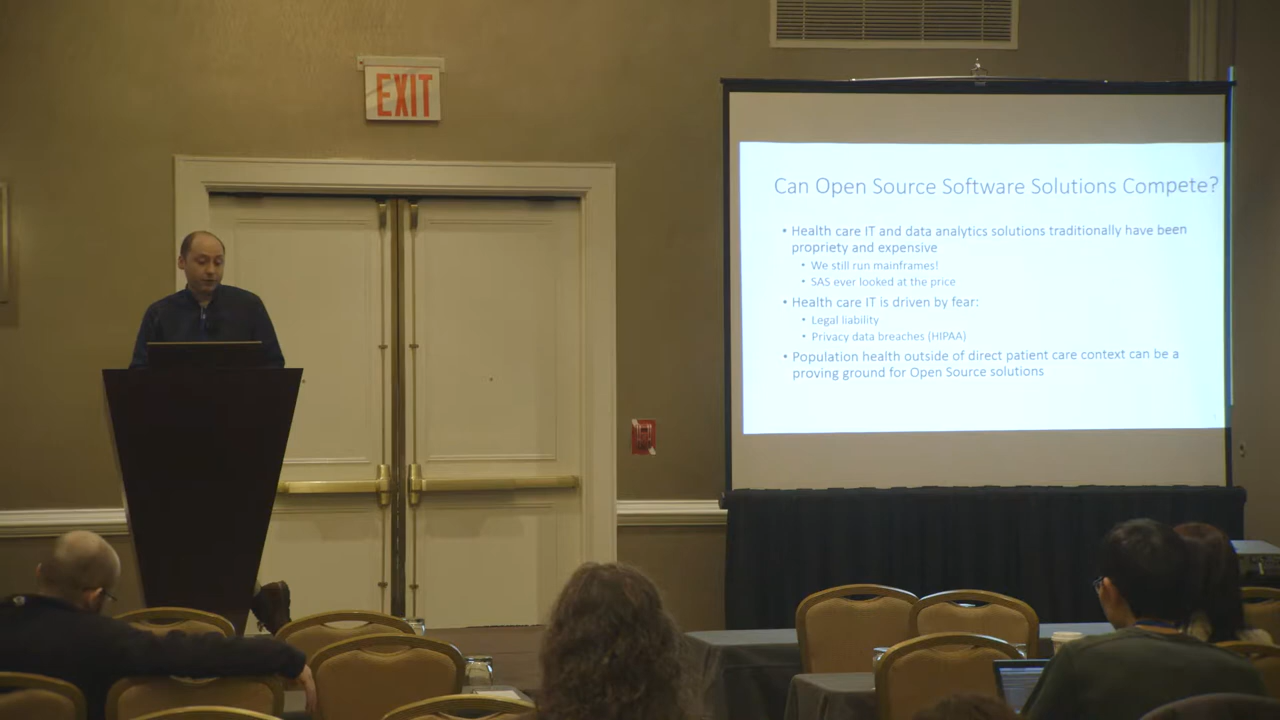 EXIT
Can Open Source Software Solutions Compete?
• Health care IT and data analytics solutions traditionally have been
propriety and expensive
• We still run mainframes!
• SAS ever looked at the price
• Health care IT is driven by fear:
• Legal liability
• Privacy data breaches (HIPAA)
• Population health outside of direct patient care context can be a
proving ground for Open Source solutions